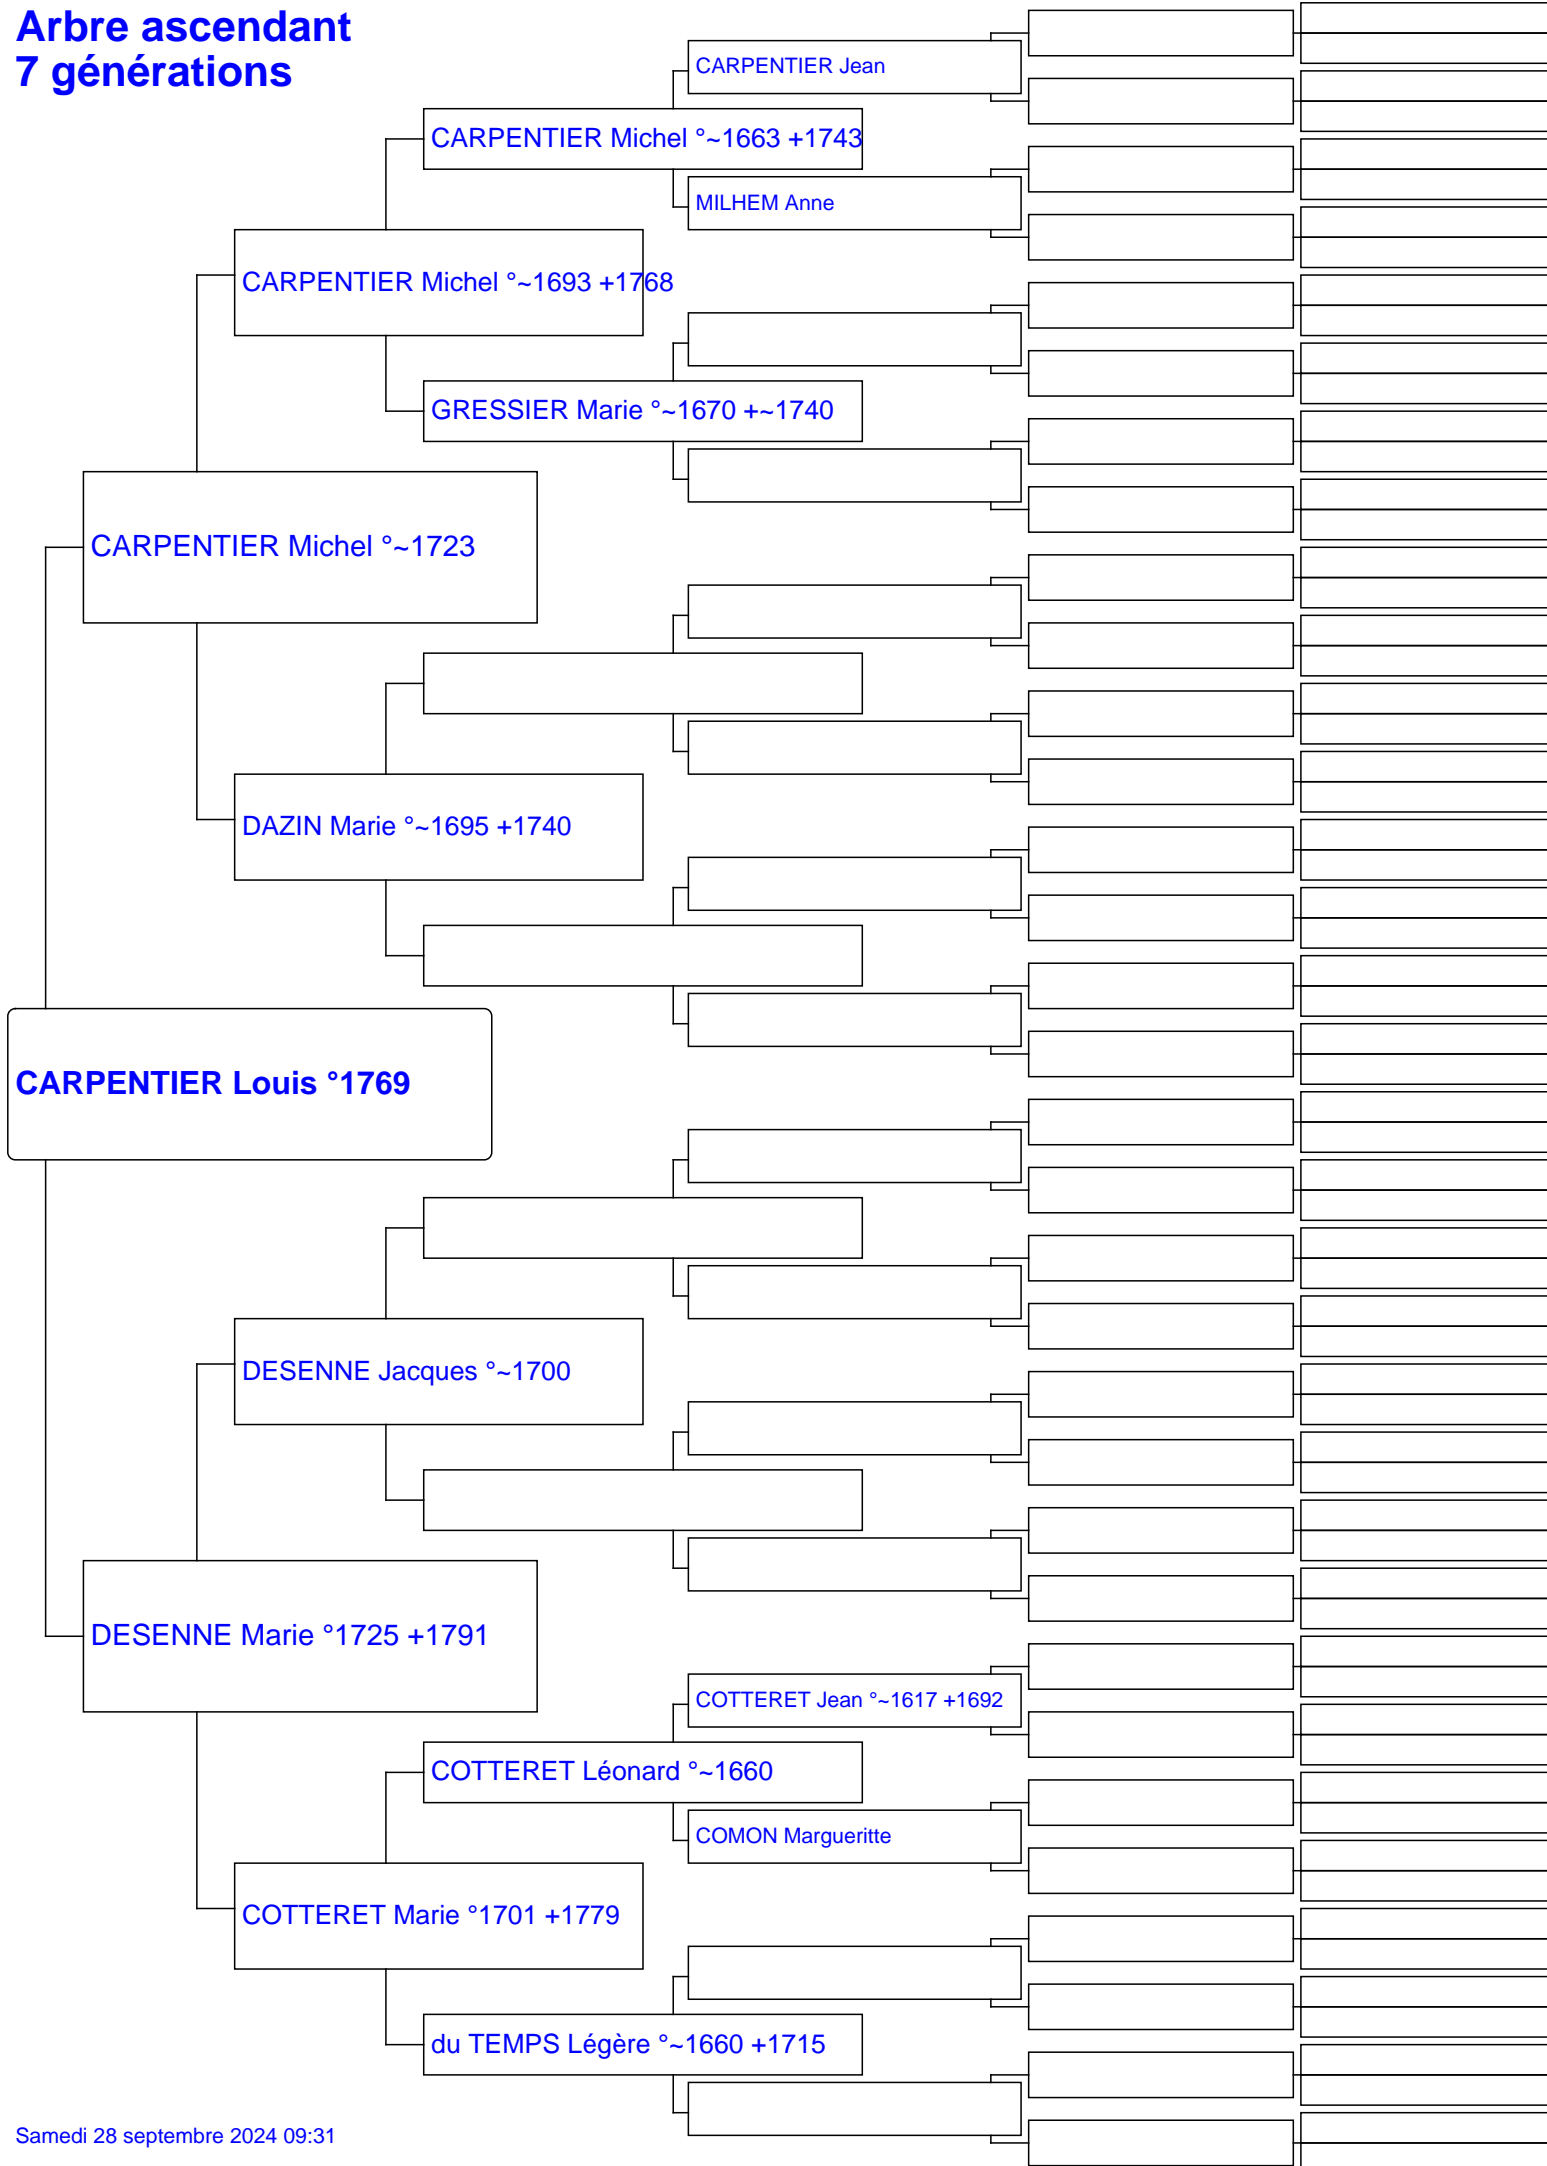 Arbre ascendant
7 générations
CARPENTIER Jean
CARPENTIER Michel °~1663 +1743
MILHEM Anne
CARPENTIER Michel °~1693 +1768
GRESSIER Marie °~1670 +~1740
CARPENTIER Michel °~1723
DAZIN Marie °~1695 +1740
CARPENTIER Louis °1769
DESENNE Jacques °~1700
DESENNE Marie °1725 +1791
COTTERET Jean °~1617 +1692
COTTERET Léonard °~1660
COMON Margueritte
COTTERET Marie °1701 +1779
du TEMPS Légère °~1660 +1715
Samedi 28 septembre 2024 09:31